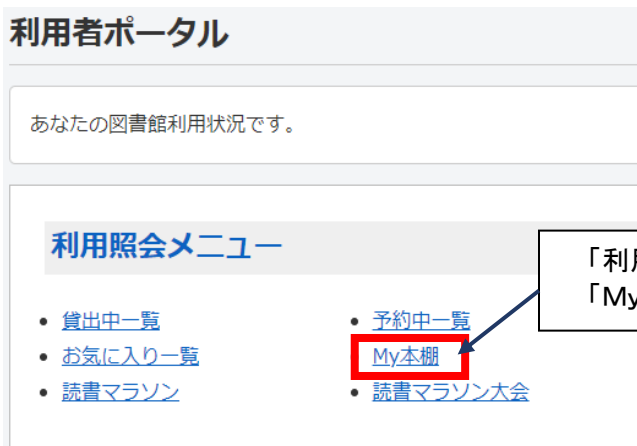 利用者ポータル
あなたの図書館利用状況です。
利用照会メニュー
「利
「My
貸出中一覧
予約中一覧
お気に入り一覧
My本棚
読書マラソン
読書マラソン大会